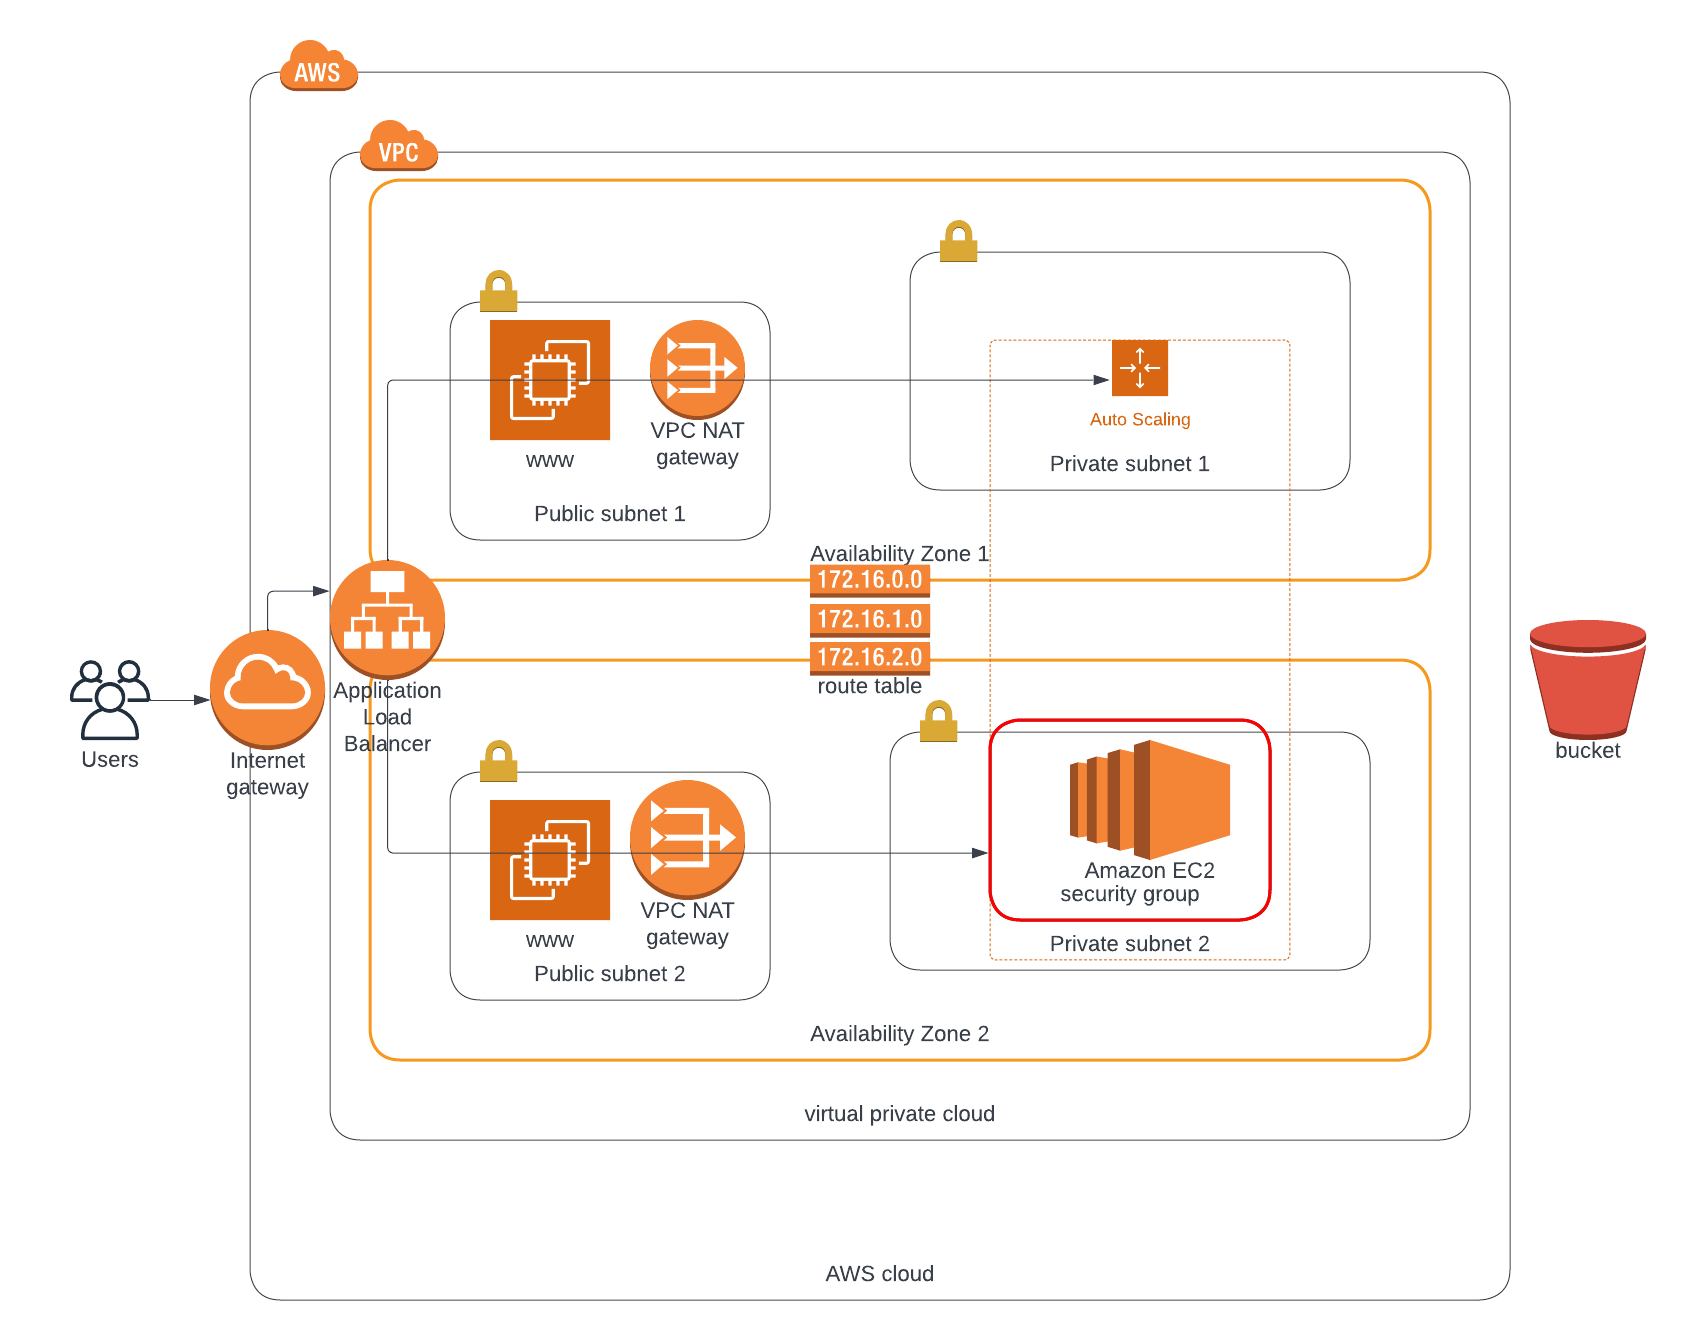 AWS
VPC
Auto Scaling
VPC NAT
gateway
www
Private subnet 1
Public subnet 1
Availability Zone 1
172.16.0.0
172.16.1.0
172.16.2.0
route table
Application
Load
Balancer
Users
Internet
gateway
bucket
Amazon EC2
security group
VPC NAT
gateway
www
Private subnet 2
Public subnet 2
Availability Zone 2
virtual private cloud
AWS cloud